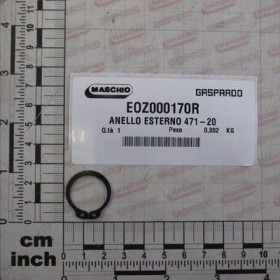 MASCHIO
GASPARDO
EOZ000170R
ANELLO ESTERNO 471-20
Q.tà 1 Peso 0,002 KG
cm
inch